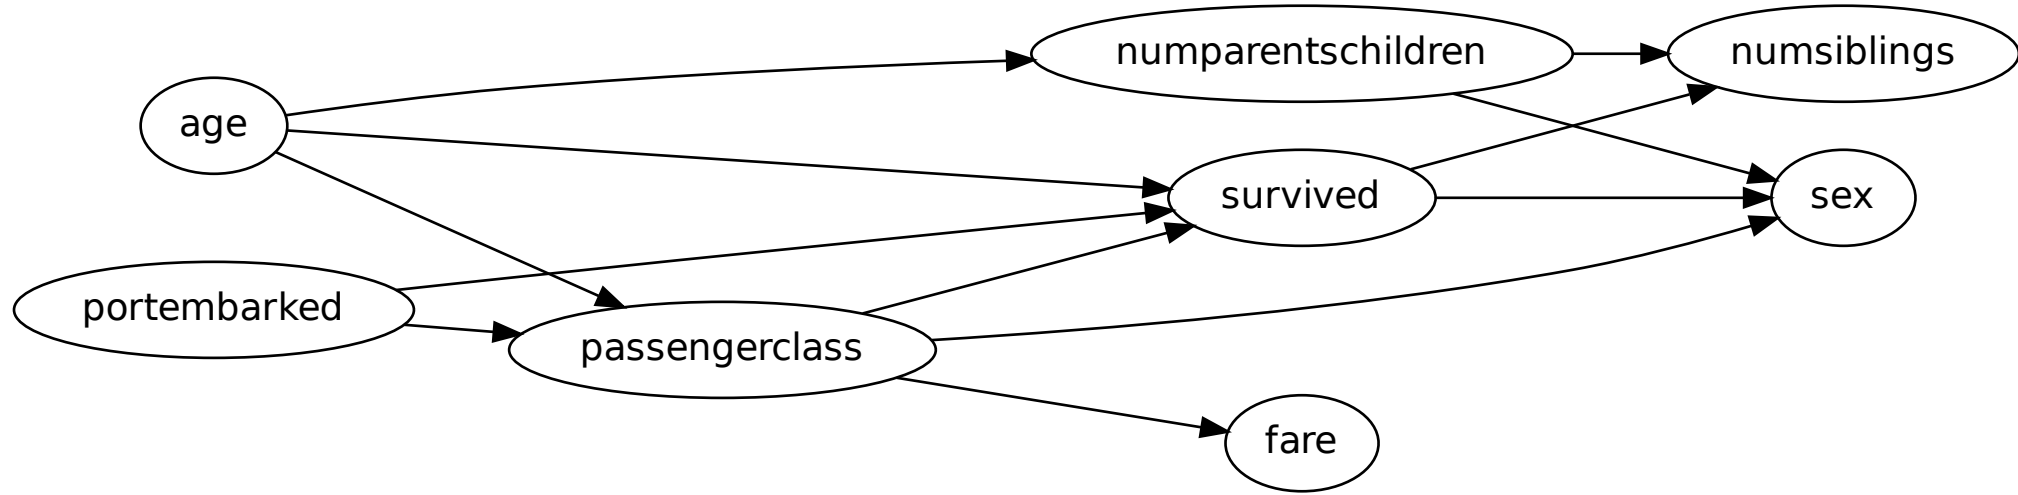 numparentschildren
numsiblings
age
survived
sex
portembarked
passengerclass
fare